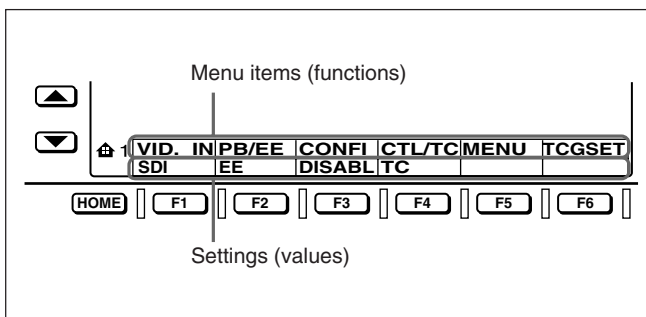 Menu items (functions)
1 VID. IN PB/EE CONFI CTL/TC MENU TCGSET
SDI EE DISABL TC
HOME F1 F2 F3 F4 F5 F6
Settings (values)